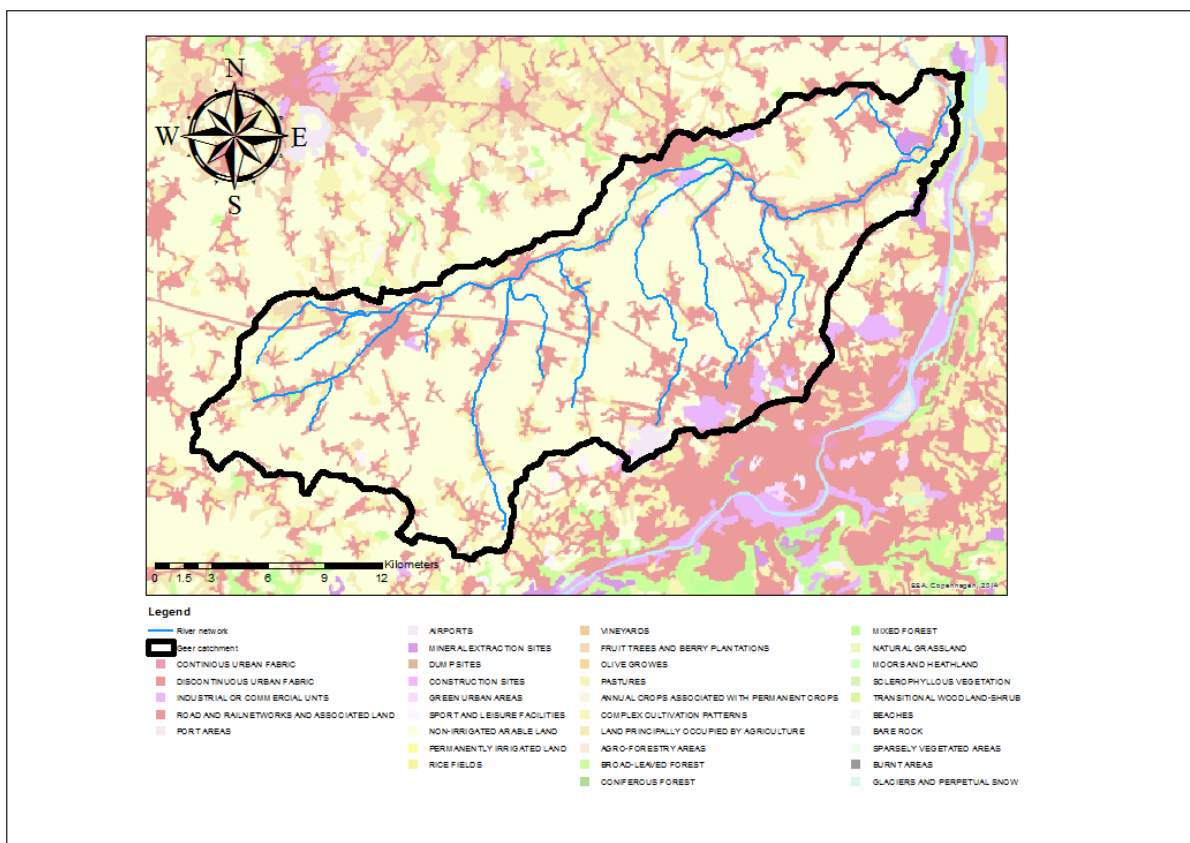 N
W E
S
Kilometers
0 1.5 3 6 9 12
EEA, Copenhagen, 2014
Legend
River network
Geer catchment
CONTINIOUS URBAN FABRIC
DISCONTINUOUS URBAN FABRIC
INDUSTRIAL OR COMMERCIAL UNTS
ROAD AND RAILNETWORKS AND ASSOCIATED LAND
PORT AREAS
AIRPORTS
MINERAL EXTRACTION SITES
DUMP SITES
CONSTRUCTION SITES
GREEN URBAN AREAS
SPORT AND LEISURE FACILITIES
NON-IRRIGATED ARABLE LAND
PERMANENTLY IRRIGATED LAND
RICE FIELDS
VINEYARDS
FRUIT TREES AND BERRY PLANTATIONS
CLIVE GROWES
PASTURES
ANNUAL CROPS ASSOCIATED WITH PERMANENT CROPS
COMPLEX CULTIVATION PATTERNS
LAND PRINCIPALLY OCCUPIED BY AGRICULTURE
AGRO-FORESTRY AREAS
BROAD-LEAVED FOREST
CONIFEROUS FOREST
MIXED FOREST
NATURAL GRASSLAND
MOORS AND HEATHLAND
SCLEROPHYLLOUS VEGETATION
TRANSITIONAL WOODLAND-SHRUB
BEACHES
BARE ROCK
SPARSELY VEGETATED AREAS
BURNT AREAS
GLACIERS AND PERPETUAL SNOW